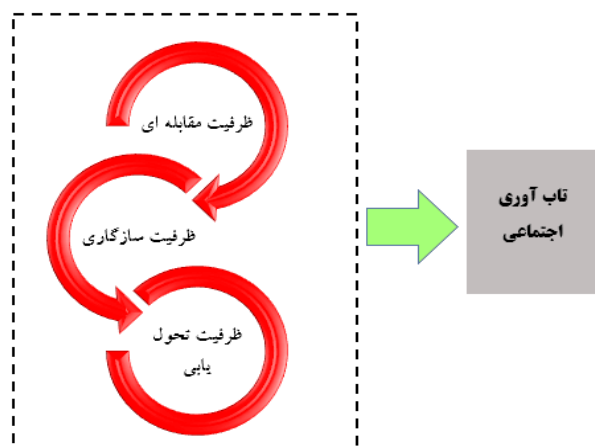 ظرفیت مقابله ای
ظرفیت سازگاری
ظرفیت تحول
یابی
تاب آوری
اجتماعی